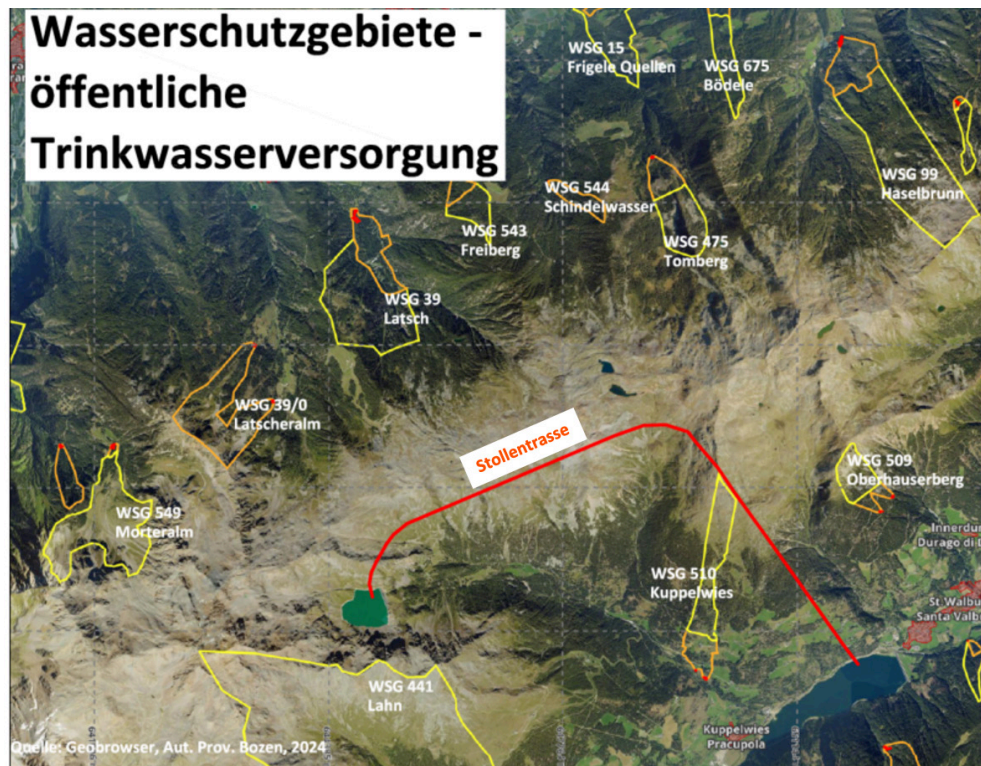 Wasserschutzgebiete -
öffentliche
Trinkwasserversorgung
WSG 15
Frigele Quellen
WSG 675
Bödele
WSG 99
Haselbrunn
WSG 544
Schindelwasser
WSG 543
Freiberg
WSG 475
Tomberg
WSG 39
Latsch
WSG 39/0
Latscheralm
Stollentrasse
WSG 509
Oberhauserberg
WSG 549
Morteralm
Innerdur
Durago di
WSG 510
Kuppelwies
St Walbu
Santa Valb
WSG 441
Lahn
Kuppelwies
Pracupola
Quelle: Geobrowser, Aut. Prov. Bozen, 2024